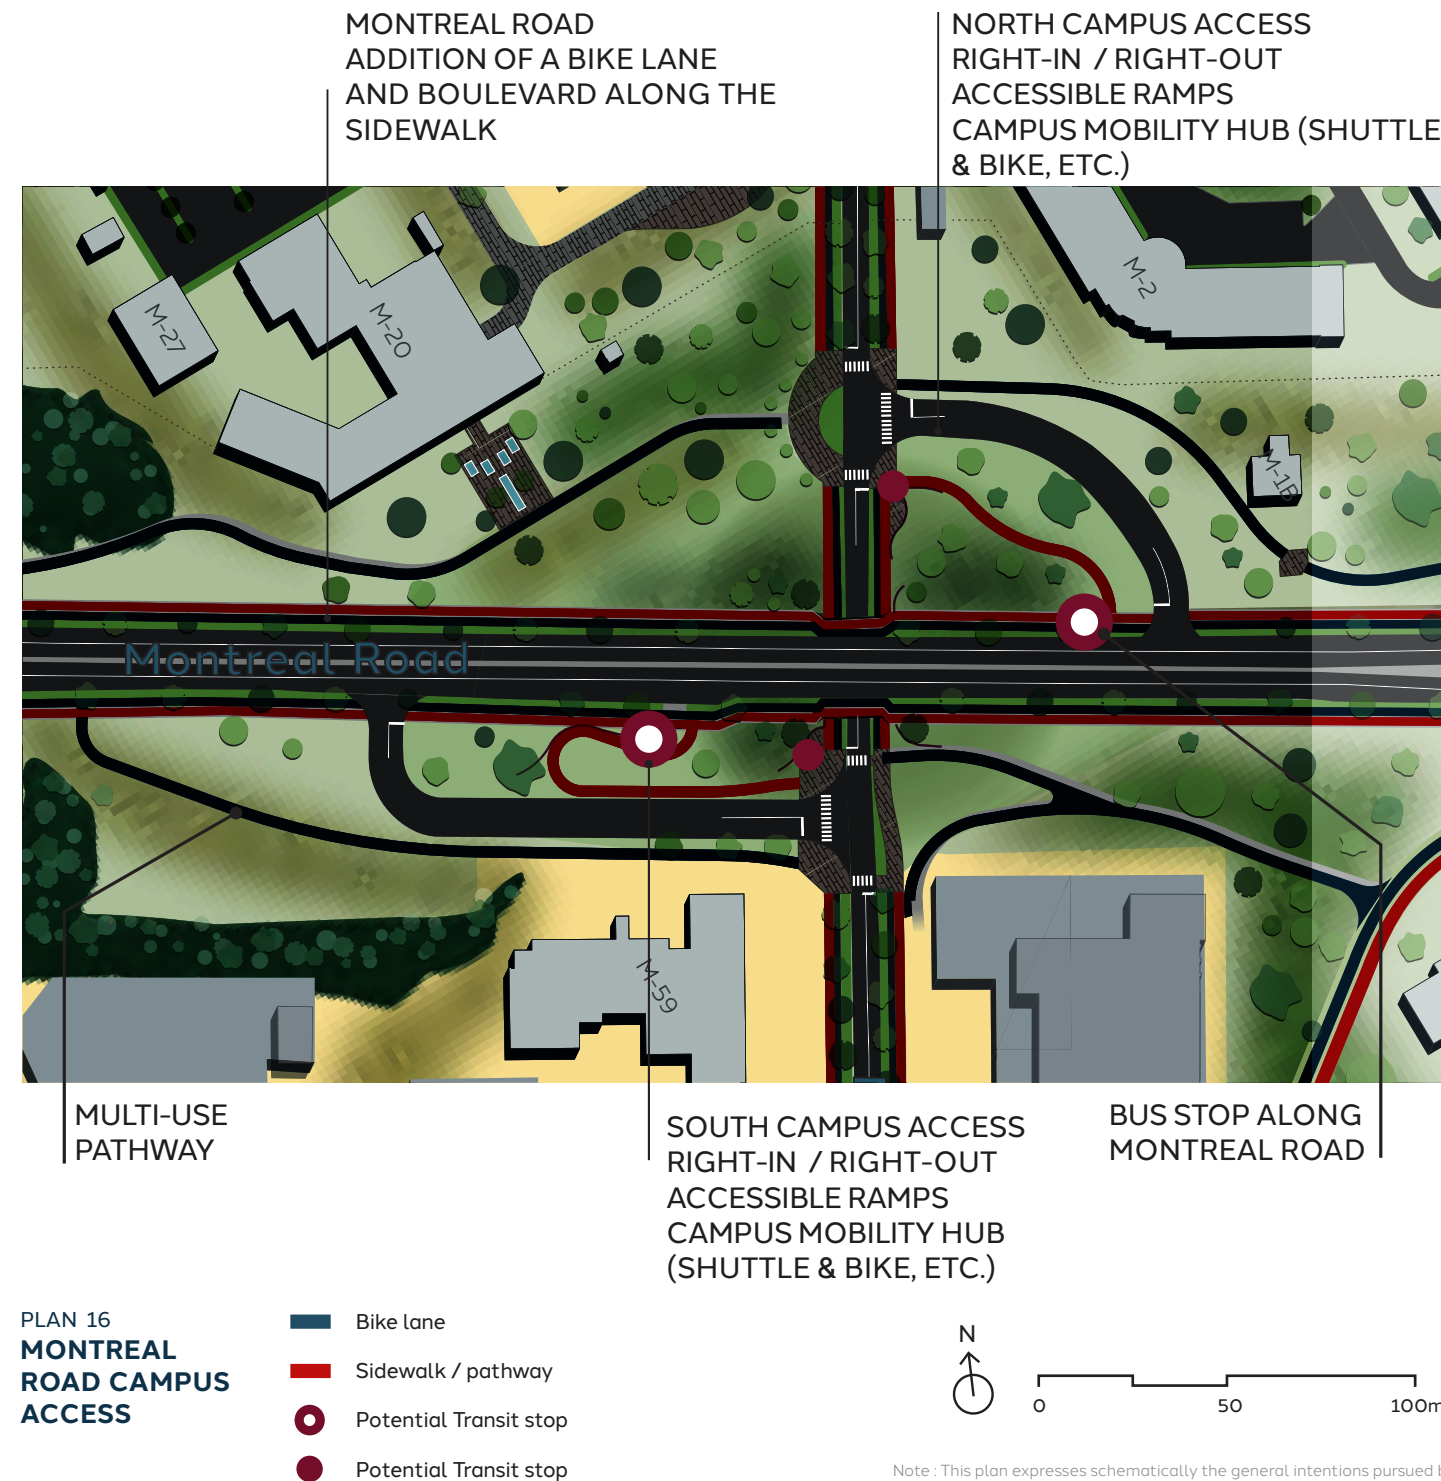 MONTREAL ROAD
ADDITION OF A BIKE LANE
AND BOULEVARD ALONG THE
SIDEWALK
NORTH CAMPUS ACCESS
RIGHT-IN / RIGHT-OUT
ACCESSIBLE RAMPS
CAMPUS MOBILITY HUB (SHUTTLE
& BIKE, ETC.)
M-27
M-20
M-2
M-1B
Montreal Road
M-59
MULTI-USE
PATHWAY
SOUTH CAMPUS ACCESS
RIGHT-IN / RIGHT-OUT
ACCESSIBLE RAMPS
CAMPUS MOBILITY HUB
(SHUTTLE & BIKE, ETC.)
BUS STOP ALONG
MONTREAL ROAD
PLAN 16
MONTREAL
ROAD CAMPUS
ACCESS
Bike lane
Sidewalk / pathway
Potential Transit stop
Potential Transit stop
N
0 50 100m
Note : This plan expresses schematically the general intentions pursued